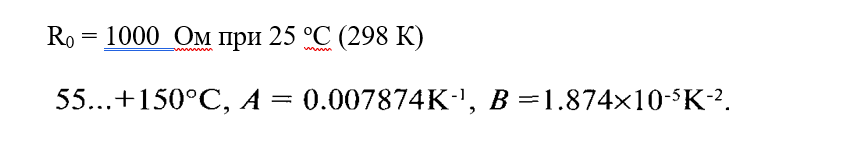 R₀ = 1000 Ом при 25 °С (298 К)
55...+150°C, A = 0.007874K⁻¹, B =1.874×10⁻⁵K⁻².